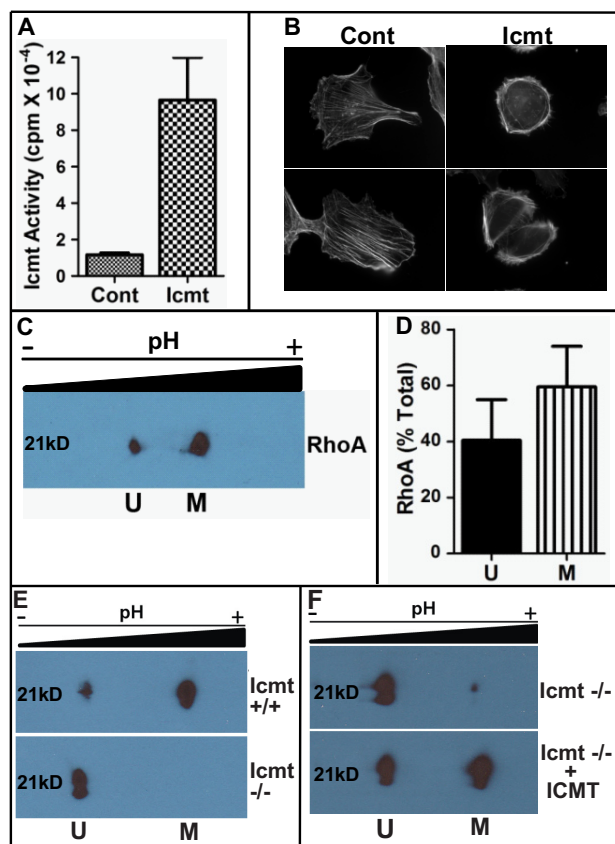 A
Icmt Activity (cpm X 10-4)
12
10
8
6
4
2
0
Cont Icmt
B
Cont Icmt
C
- pH +
21kD RhoA
U M
D
RhoA (% Total)
80
60
40
20
0
U M
E
- pH +
21kD Icmt
+/+
21kD Icmt
-/-
U M
F
- pH +
21kD Icmt -/-
21kD Icmt -/-
+
ICMT
U M